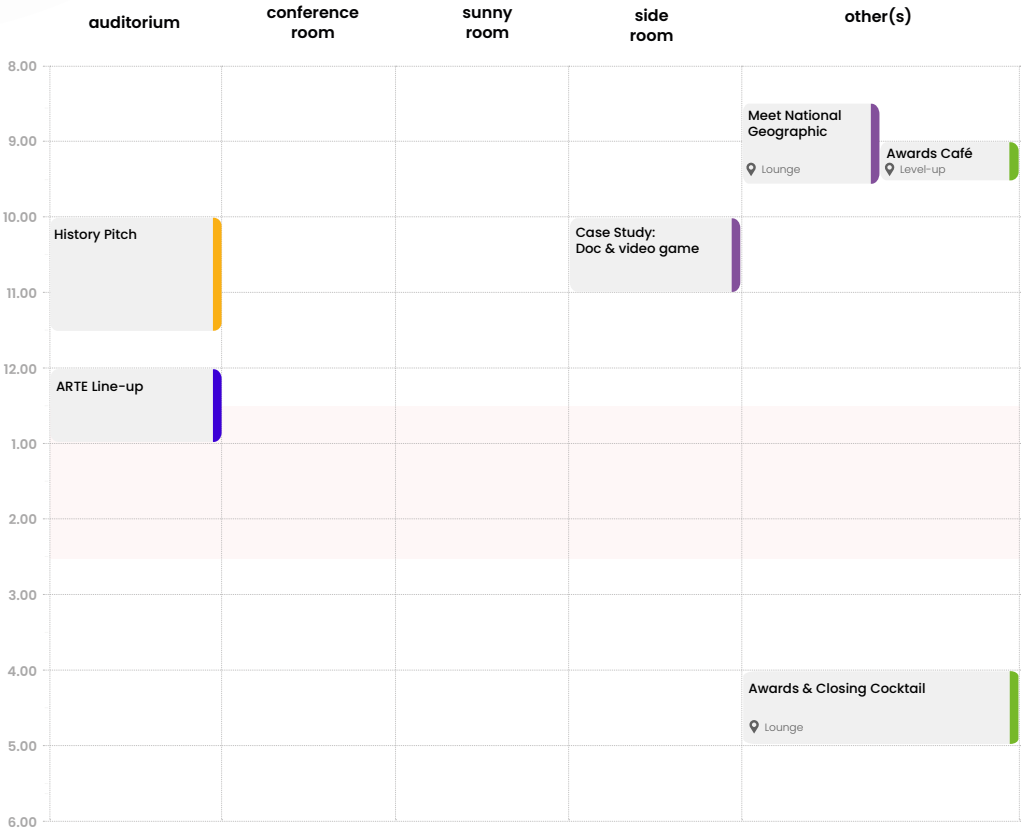 auditorium
conference
room
sunny
room
side
room
other(s)
8.00
Meet National
Geographic
Lounge
9.00
Awards Café
Level-up
10.00
History Pitch
Case Study:
Doc & video game
11.00
12.00
ARTE Line-up
1.00
2.00
3.00
4.00
Awards & Closing Cocktail
Lounge
5.00
6.00